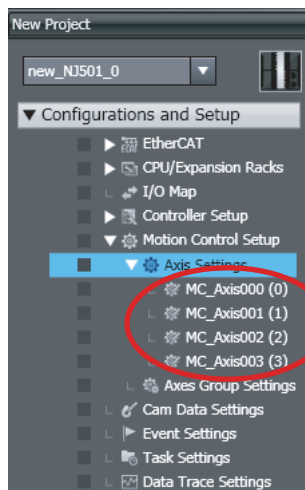 New Project
new_NJ501_0
Configurations and Setup
EtherCAT
CPU/Expansion Racks
I/O Map
Controller Setup
Motion Control Setup
Axis Settings
MC_Axis000 (0)
MC_Axis001 (1)
MC_Axis002 (2)
MC_Axis003 (3)
Axes Group Settings
Cam Data Settings
Event Settings
Task Settings
Data Trace Settings